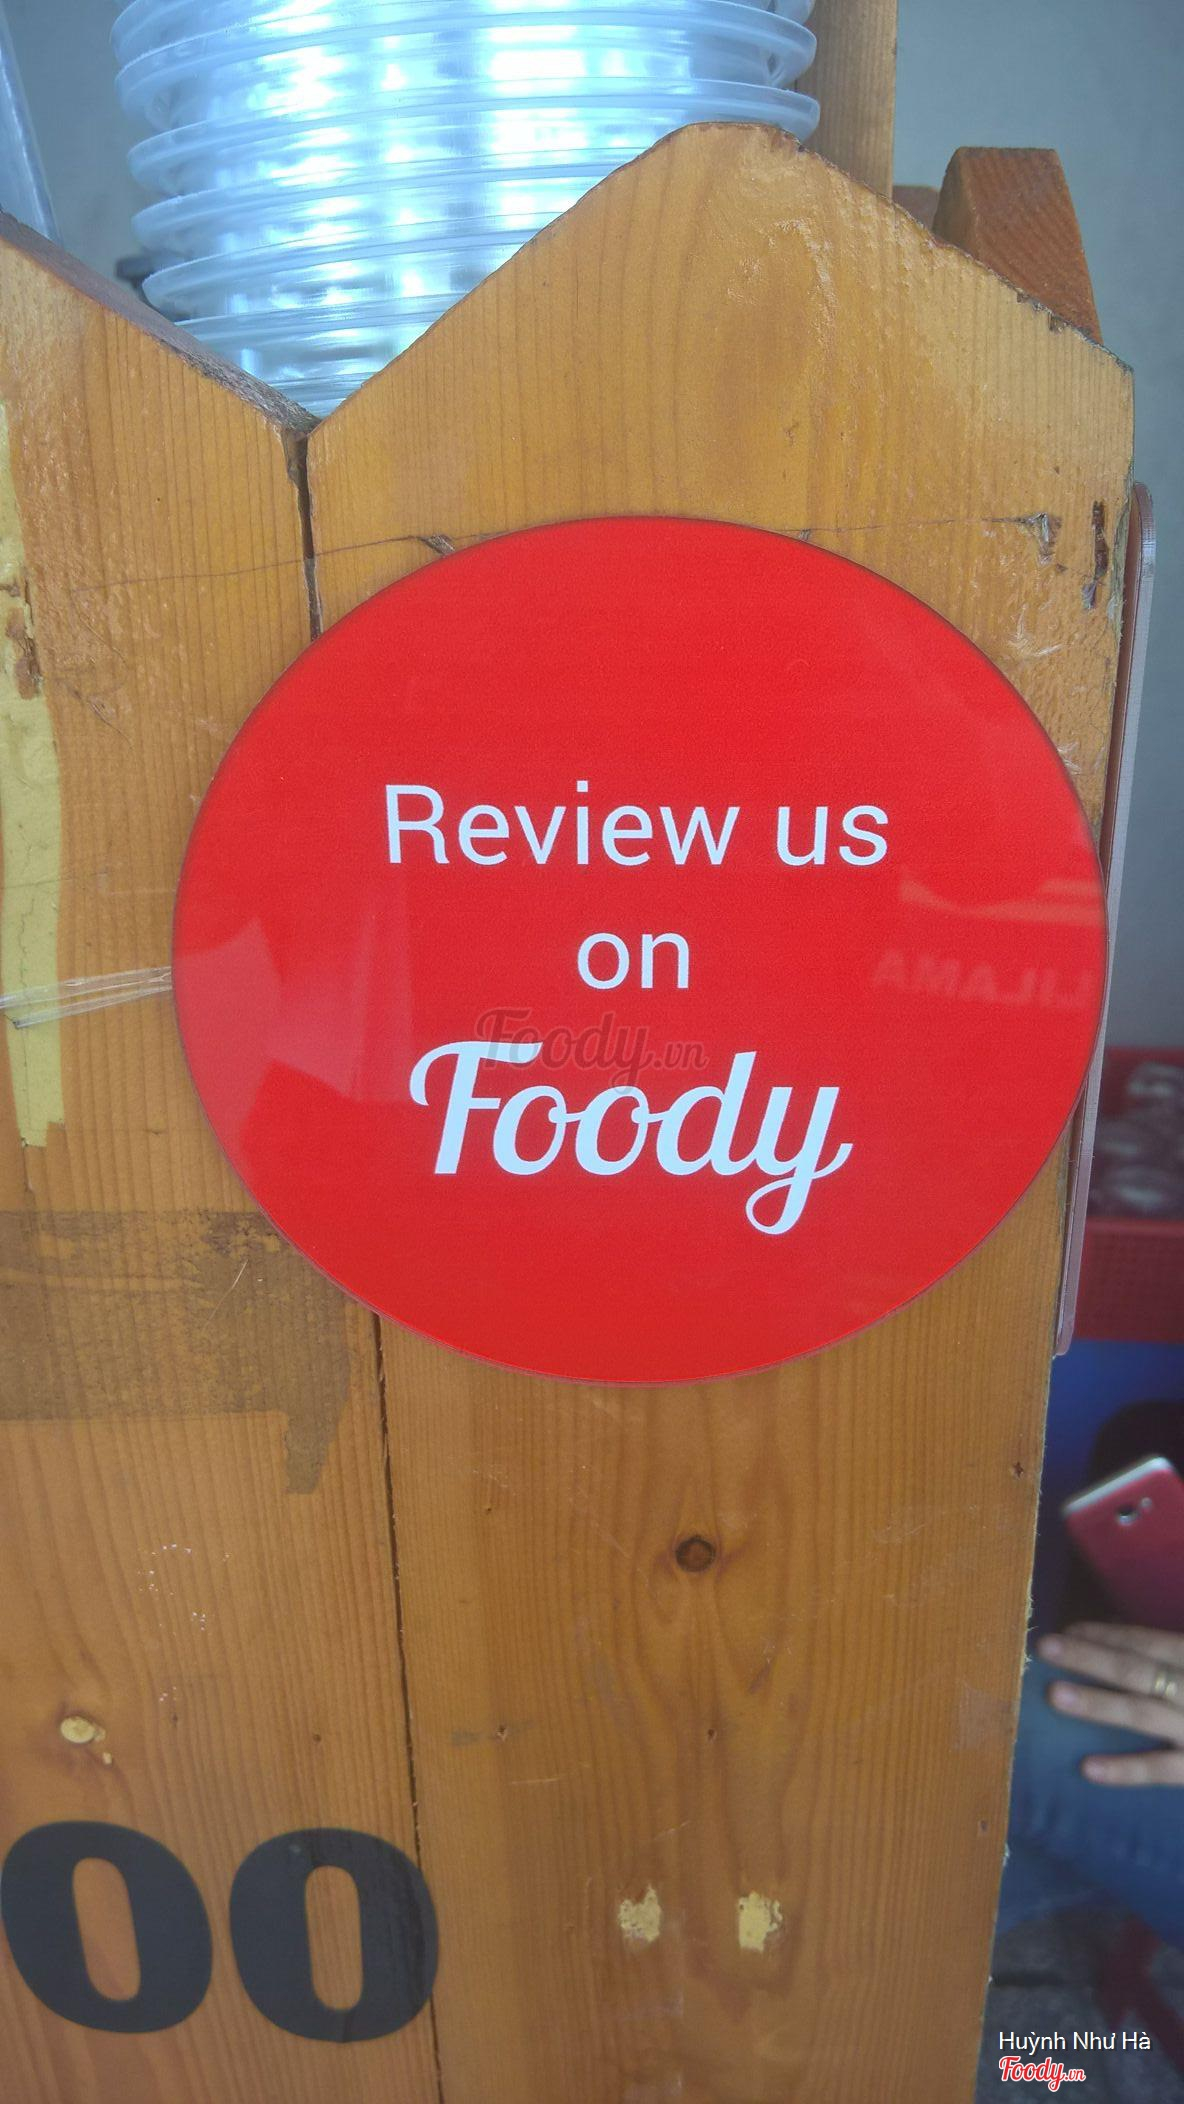 Review us
on
Foody.vn
Foody
00
Huỳnh Như Hà
Foody.vn